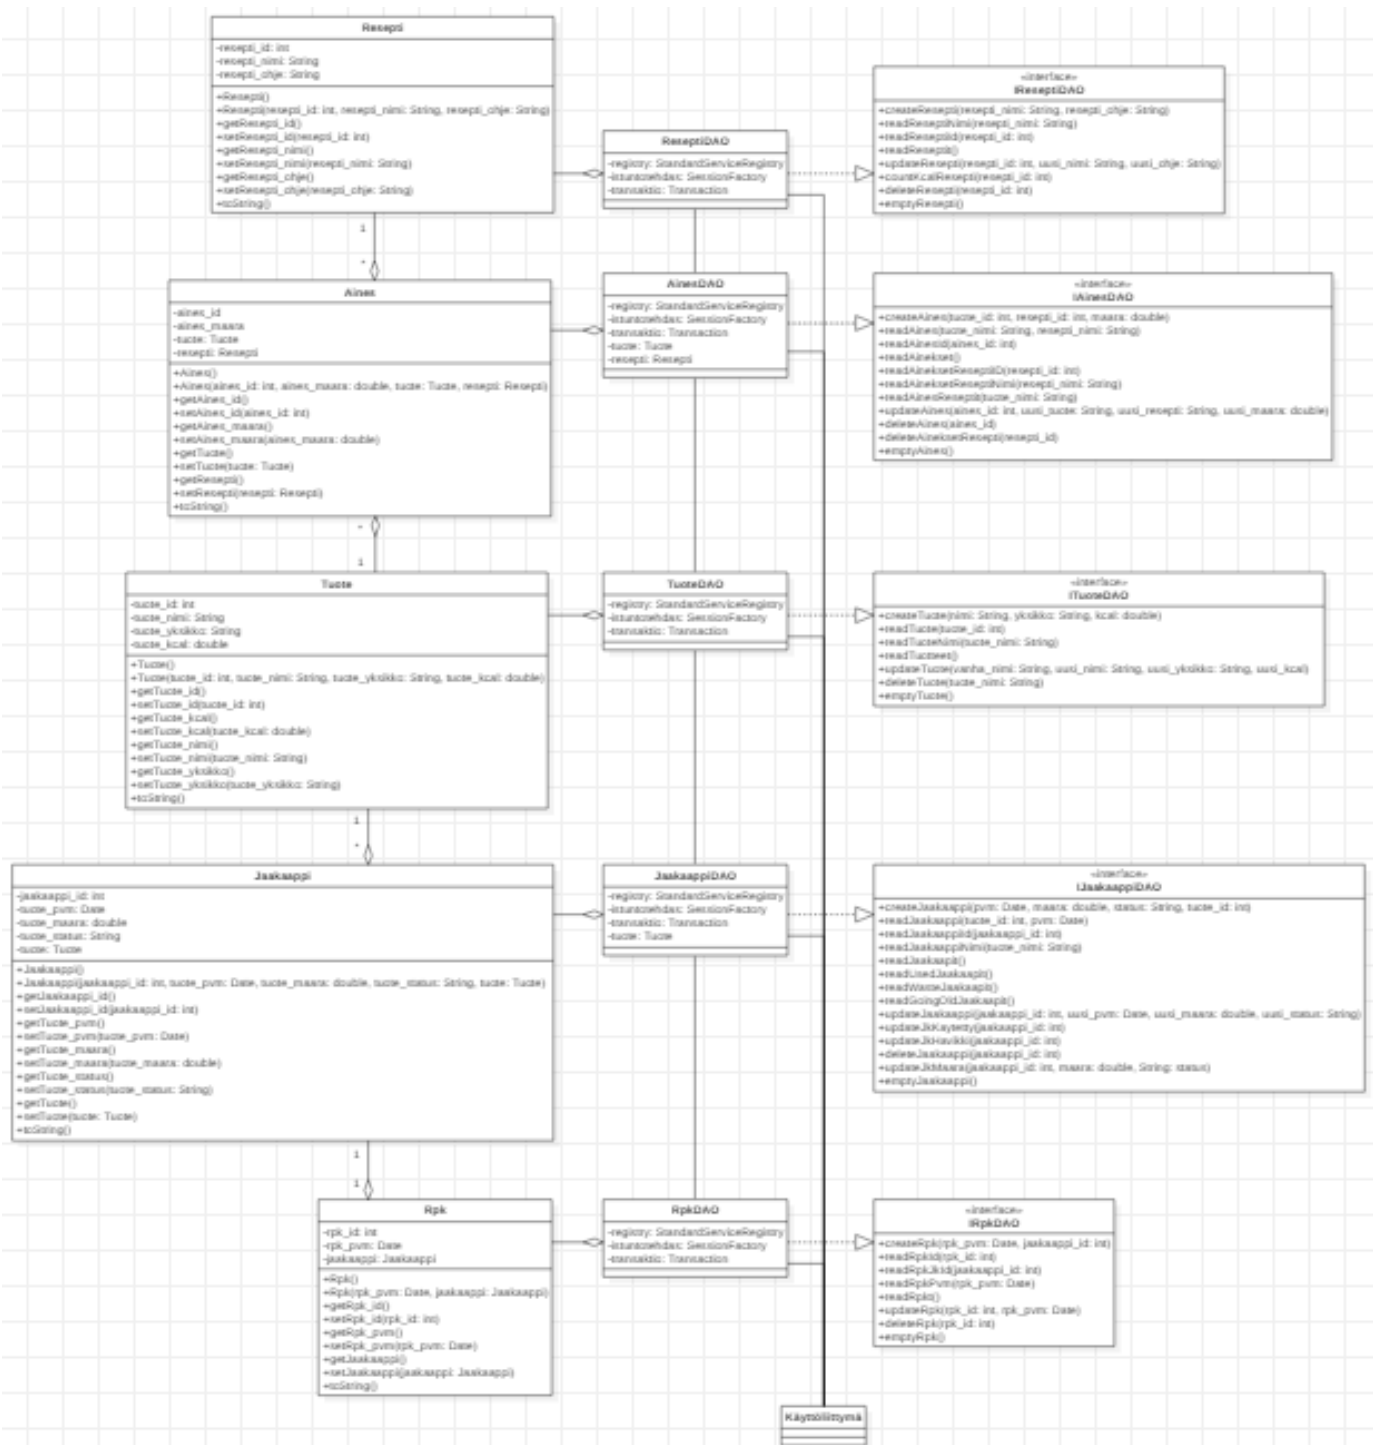 Resepti
-resepti_id: int
-resepti_nimi: String
-resepti_ohje: String
+Resepti()
+Resepti(resepti_id: int, resepti_nimi: String, resepti_ohje: String)
+getResepti_id()
+setResepti_id(resepti_id: int)
+getResepti_nimi()
+setResepti_nimi(resepti_nimi: String)
+getResepti_ohje()
+setResepti_ohje(resepti_ohje: String)
+toString()
ReseptiDAO
-registry: StandardServiceRegistry
-istuntotehdas: SessionFactory
-transaktio: Transaction
«interface»
IReseptiDAO
+createResepti(resepti_nimi: String, resepti_ohje: String)
+readReseptiNimi(resepti_nimi: String)
+readReseptiId(resepti_id: int)
+readReseptit()
+updateResepti(resepti_id: int, uusi_nimi: String, uusi_ohje: String)
+countKcalResepti(resepti_id: int)
+deleteResepti(resepti_id: int)
+emptyResepti()
1
*
Aines
-aines_id
-aines_maara
-tuote: Tuote
-resepti: Resepti
+Aines()
+Aines(aines_id: int, aines_maara: double, tuote: Tuote, resepti: Resepti)
+getAines_id()
+setAines_id(aines_id: int)
+getAines_maara()
+setAines_maara(aines_maara: double)
+getTuote()
+setTuote(tuote: Tuote)
+getResepti()
+setResepti(resepti: Resepti)
+toString()
AinesDAO
-registry: StandardServiceRegistry
-istuntotehdas: SessionFactory
-transaktio: Transaction
-tuote: Tuote
-resepti: Resepti
«interface»
IAinesDAO
+createAines(tuote_id: int, resepti_id: int, maara: double)
+readAines(tuote_nimi: String, resepti_nimi: String)
+readAinesId(aines_id: int)
+readAinekset()
+readAineksetReseptiID(resepti_id: int)
+readAineksetReseptiNimi(resepti_nimi: String)
+readAinesReseptit(tuote_nimi: String)
+updateAines(aines_id: int, uusi_tuote: String, uusi_resepti: String, uusi_maara: double)
+deleteAines(aines_id)
+deleteAineksetResepti(resepti_id)
+emptyAines()
*
1
Tuote
-tuote_id: int
-tuote_nimi: String
-tuote_yksikko: String
-tuote_kcal: double
+Tuote()
+Tuote(tuote_id: int, tuote_nimi: String, tuote_yksikko: String, tuote_kcal: double)
+getTuote_id()
+setTuote_id(tuote_id: int)
+getTuote_kcal()
+setTuote_kcal(tuote_kcal: double)
+getTuote_nimi()
+setTuote_nimi(tuote_nimi: String)
+getTuote_yksikko()
+setTuote_yksikko(tuote_yksikko: String)
+toString()
TuoteDAO
-registry: StandardServiceRegistry
-istuntotehdas: SessionFactory
-transaktio: Transaction
«interface»
ITuoteDAO
+createTuote(nimi: String, yksikko: String, kcal: double)
+readTuote(tuote_id: int)
+readTuoteNimi(tuote_nimi: String)
+readTuotteet()
+updateTuote(vanha_nimi: String, uusi_nimi: String, uusi_yksikko: String, uusi_kcal)
+deleteTuote(tuote_nimi: String)
+emptyTuote()
1
*
Jaakaappi
-jaakaappi_id: int
-tuote_pvm: Date
-tuote_maara: double
-tuote_status: String
-tuote: Tuote
+Jaakaappi()
+Jaakaappi(jaakaappi_id: int, tuote_pvm: Date, tuote_maara: double, tuote_status: String, tuote: Tuote)
+getJaakaappi_id()
+setJaakaappi_id(jaakaappi_id: int)
+getTuote_pvm()
+setTuote_pvm(tuote_pvm: Date)
+getTuote_maara()
+setTuote_maara(tuote_maara: double)
+getTuote_status()
+setTuote_status(tuote_status: String)
+getTuote()
+setTuote(tuote: Tuote)
+toString()
JaakaappiDAO
-registry: StandardServiceRegistry
-istuntotehdas: SessionFactory
-transaktio: Transaction
-tuote: Tuote
«interface»
IJaakaappiDAO
+createJaakaappi(pvm: Date, maara: double, status: String, tuote_id: int)
+readJaakaappi(tuote_id: int, pvm: Date)
+readJaakaappiId(jaakaappi_id: int)
+readJaakaappiNimi(tuote_nimi: String)
+readJaakaapit()
+readUsedJaakaapit()
+readWasteJaakaapit()
+readGoingOldJaakaapit()
+updateJaakaappi(jaakaappi_id: int, uusi_pvm: Date, uusi_maara: double, uusi_status: String)
+updateJkKaytetty(jaakaappi_id: int)
+updateJkHavikki(jaakaappi_id: int)
+deleteJaakaappi(jaakaappi_id: int)
+updateJkMaara(jaakaappi_id: int, maara: double, String: status)
+emptyJaakaappi()
1
1
Rpk
-rpk_id: int
-rpk_pvm: Date
-jaakaappi: Jaakaappi
+Rpk()
+Rpk(rpk_pvm: Date, jaakaappi: Jaakaappi)
+getRpk_id()
+setRpk_id(rpk_id: int)
+getRpk_pvm()
+setRpk_pvm(rpk_pvm: Date)
+getJaakaappi()
+setJaakaappi(jaakaappi: Jaakaappi)
+toString()
RpkDAO
-registry: StandardServiceRegistry
-istuntotehdas: SessionFactory
-transaktio: Transaction
«interface»
IRpkDAO
+createRpk(rpk_pvm: Date, jaakaappi_id: int)
+readRpkId(rpk_id: int)
+readRpkJkId(jaakaappi_id: int)
+readRpkPvm(rpk_pvm: Date)
+readRpks()
+updateRpk(rpk_id: int, rpk_pvm: Date)
+deleteRpk(rpk_id: int)
+emptyRpk()
Käyttöliittymä